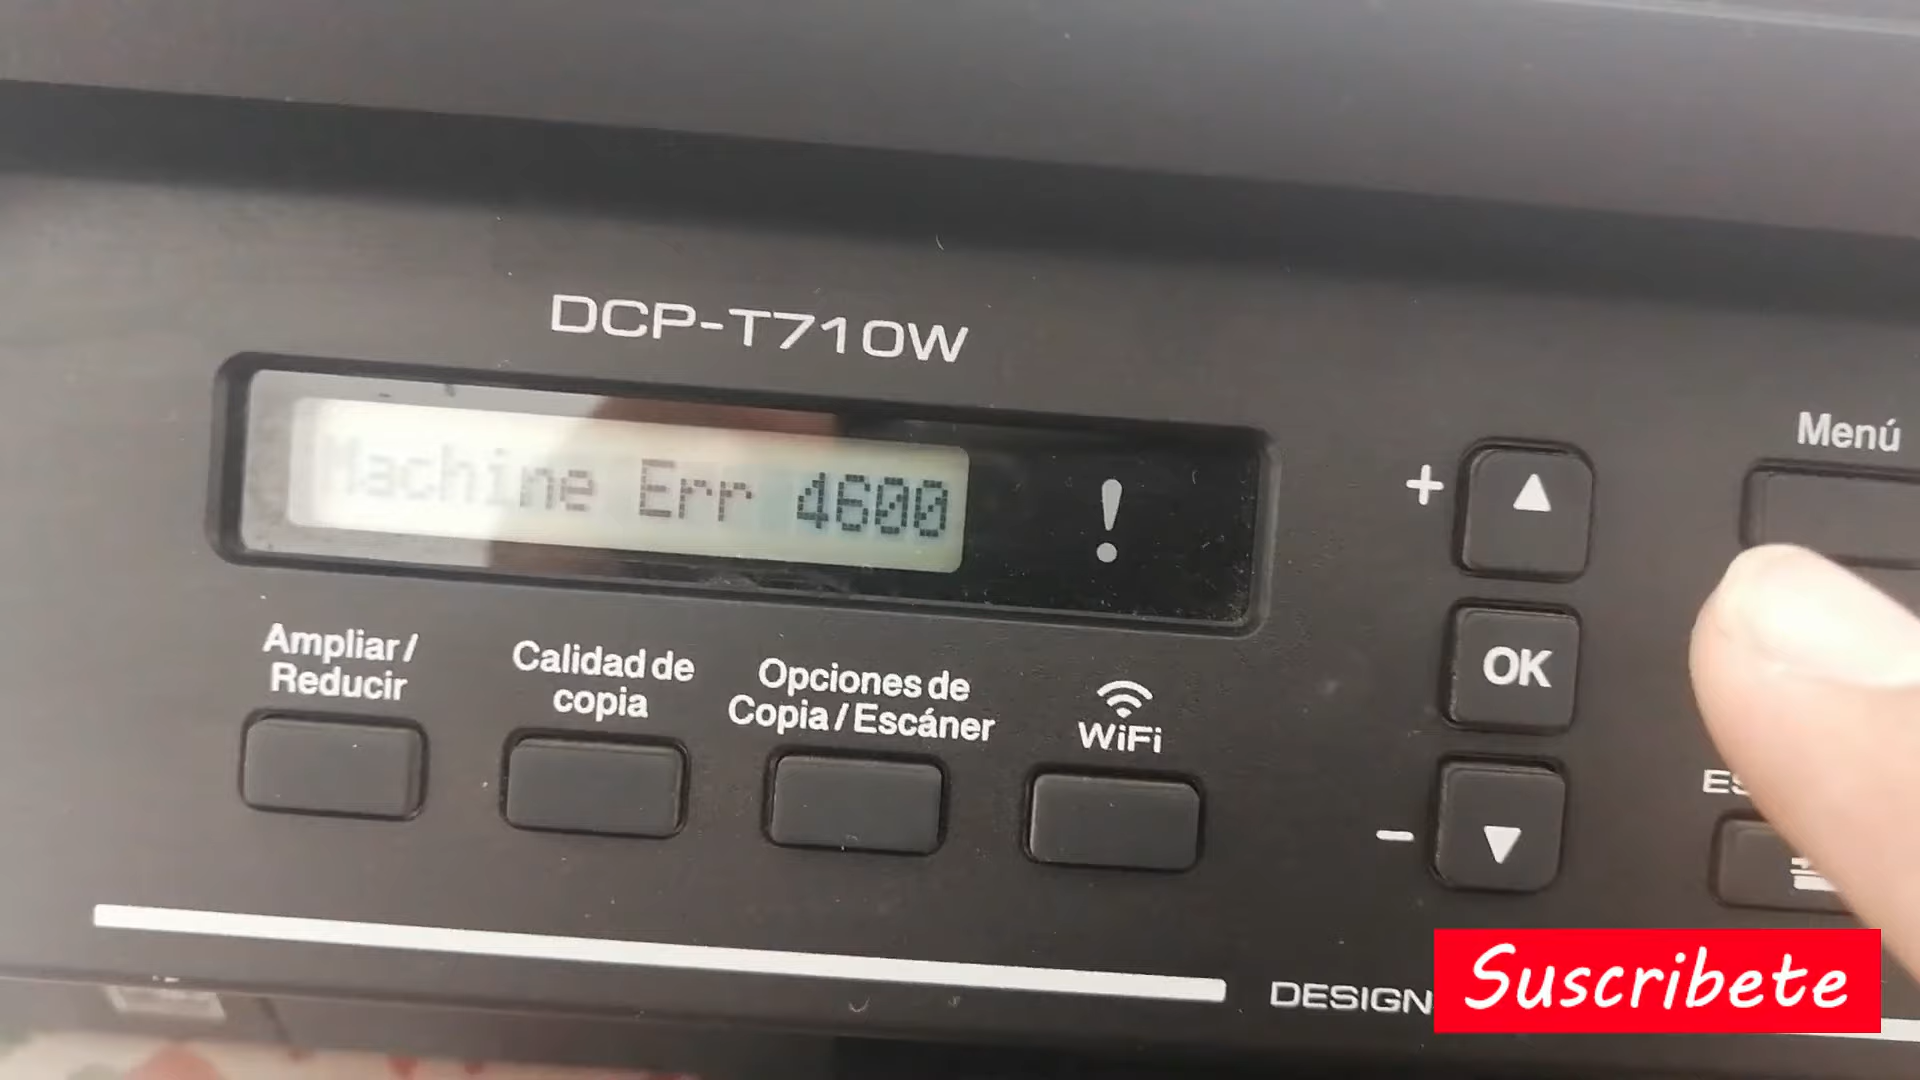 DCP-T710W
Machine Err 4600
!
Menú
+
OK
-
Ampliar /
Reducir
Calidad de
copia
Opciones de
Copia / Escáner
WiFi
DESIGN
Suscribete